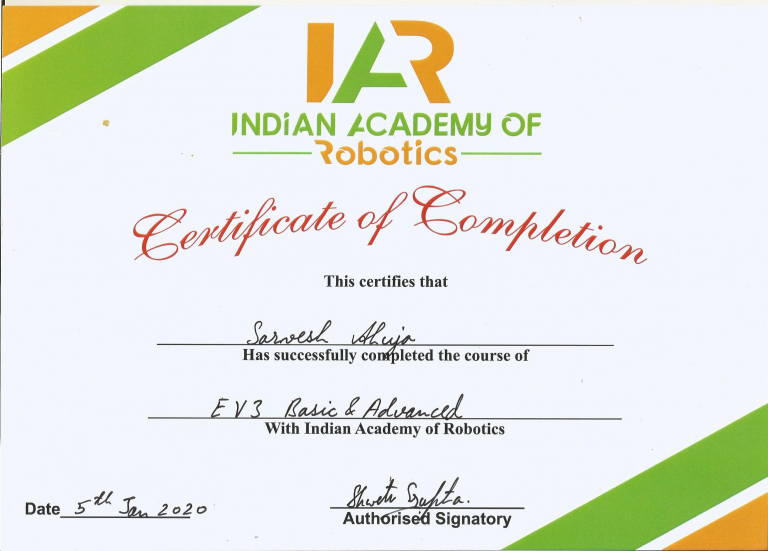 IAR
INDiAN ACADEMY OF
Robotics
Certificate of Completion
This certifies that
Sarvesh Ahuja
Has successfully completed the course of
EV3 Basic & Advanced
With Indian Academy of Robotics
Date 5th Jan 2020
Shweta Gupta.
Authorised Signatory